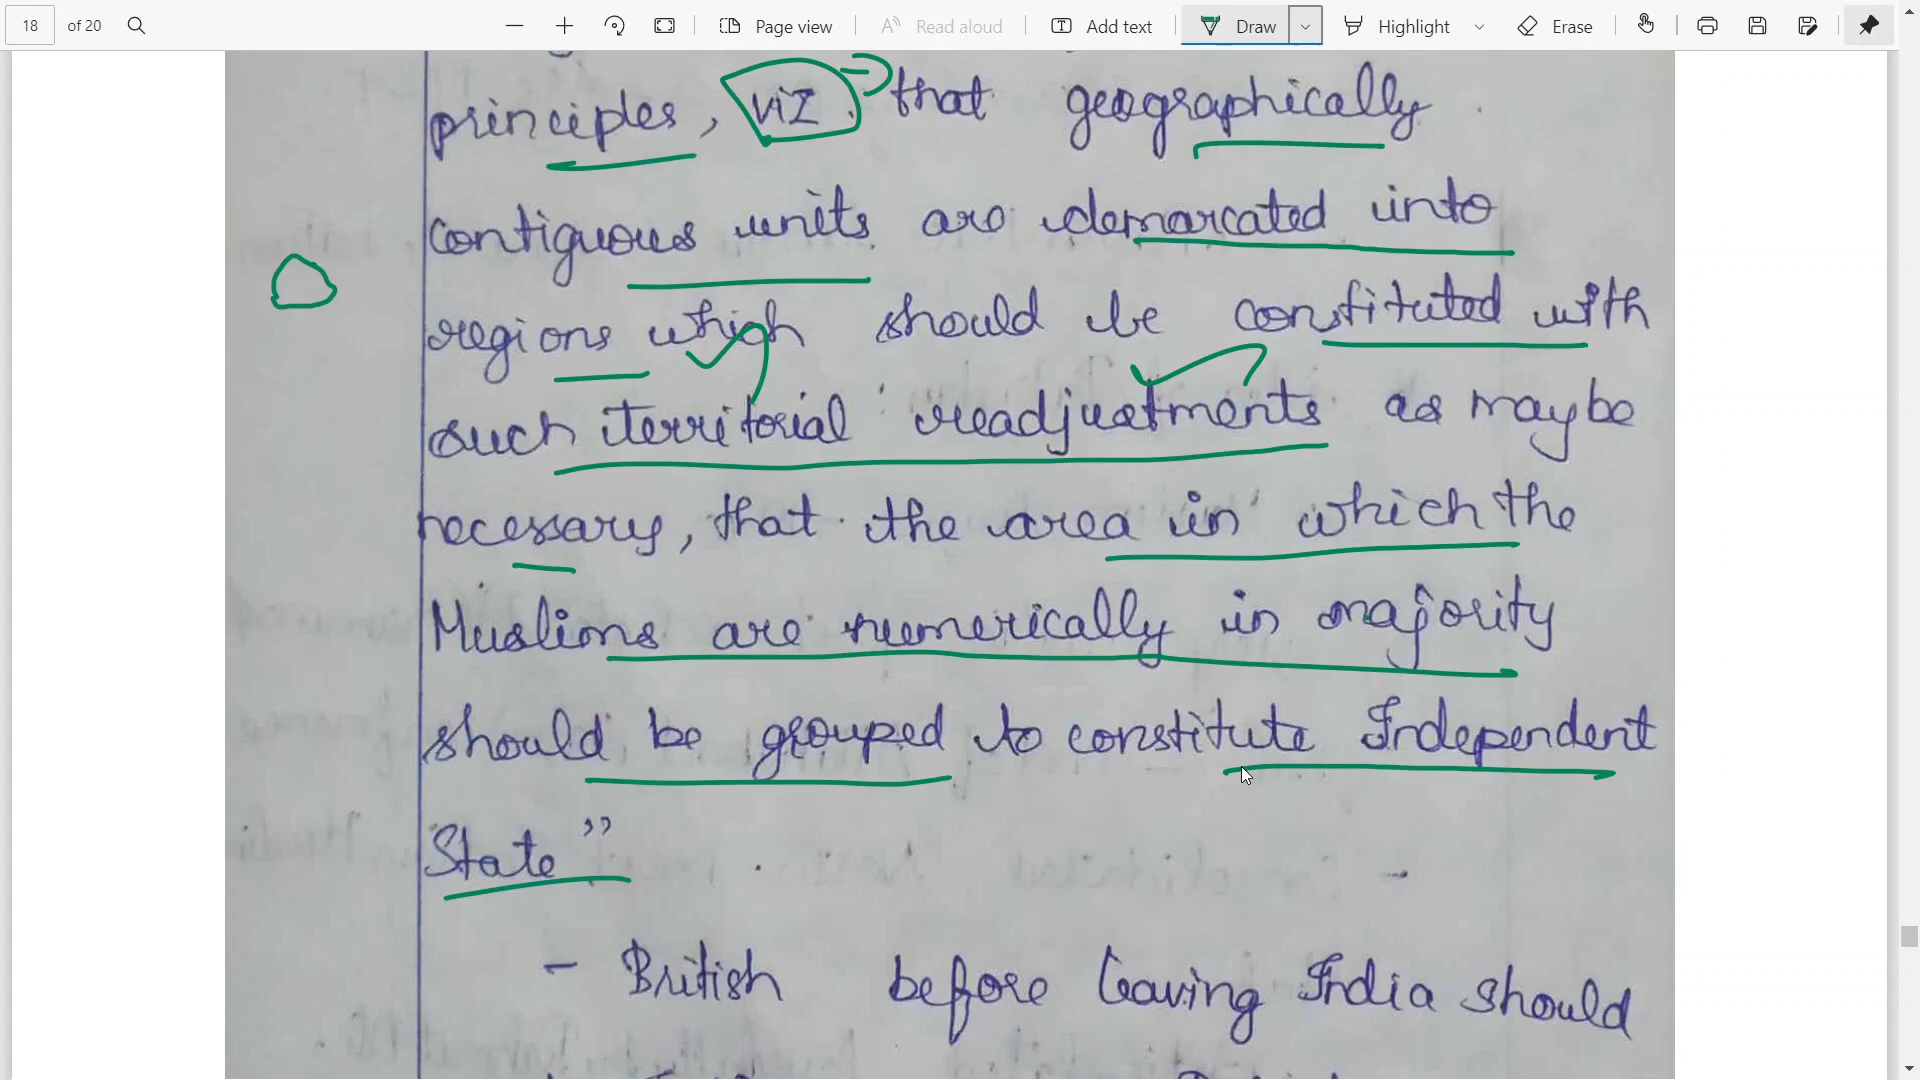 18 of 20 Page view Read aloud Add text Draw Highlight Erase
principles, viz. that geographically
contiguous units are demarcated into
regions which should be constituted with
such territorial readjustments as may be
necessary, that the area in which the
Muslims are numerically in majority
should be grouped to constitute Independent
State"
- British before leaving India should